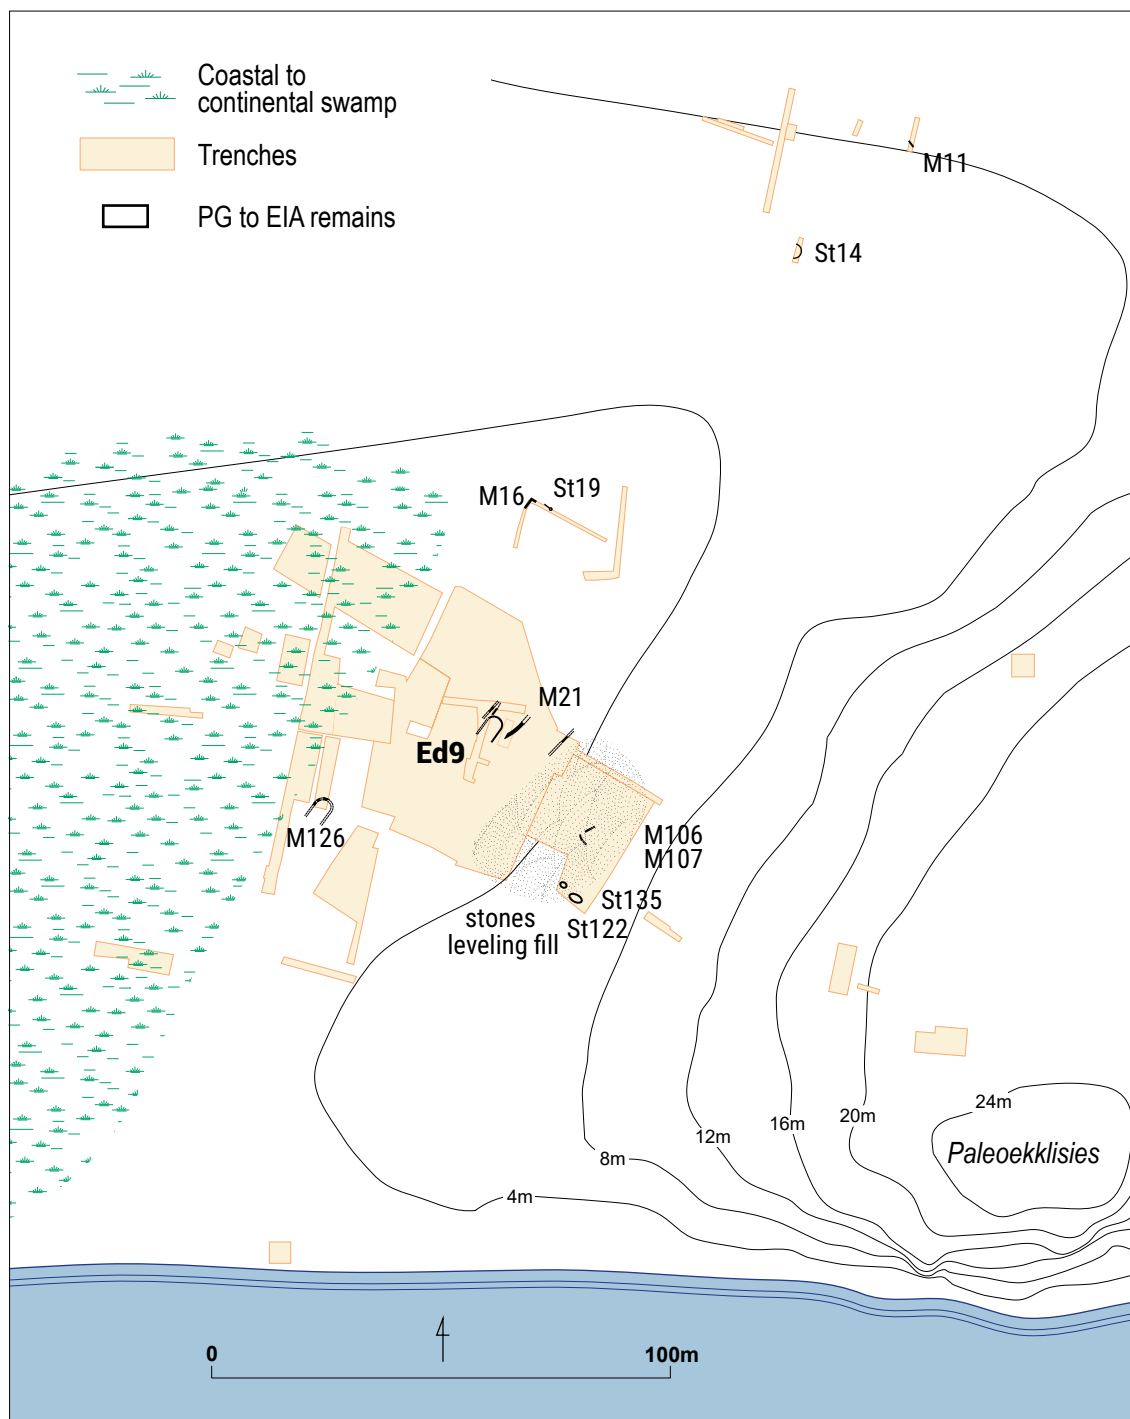 Coastal to
continental swamp
Trenches
PG to EIA remains
M11
St14
M16
St19
M21
Ed9
M126
M106
M107
St135
St122
stones
leveling fill
24m
20m
16m
12m
8m
4m
Paleoekklisies
0
100m